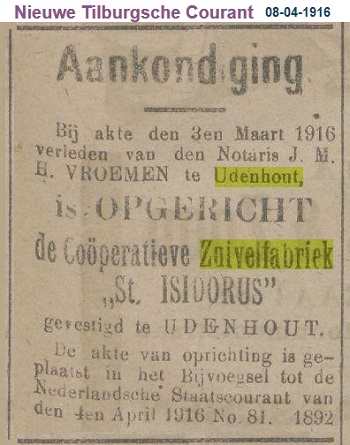 Nieuwe Tilburgsche Courant 08-04-1916
Aankondiging
Bij akte den 3en Maart 1916
verleden van den Notaris J. M.
H. VROEMEN te Udenhout,
is OPGERICHT
de Coöperatieve Zuivelfabriek
„St. ISIDORUS”
gevestigd te UDENHOUT.
De akte van oprichting is ge-
plaatst in het Bijvoegsel tot de
Nederlandsche Staatscourant van
den 4en April 1916 No. 81. 1892